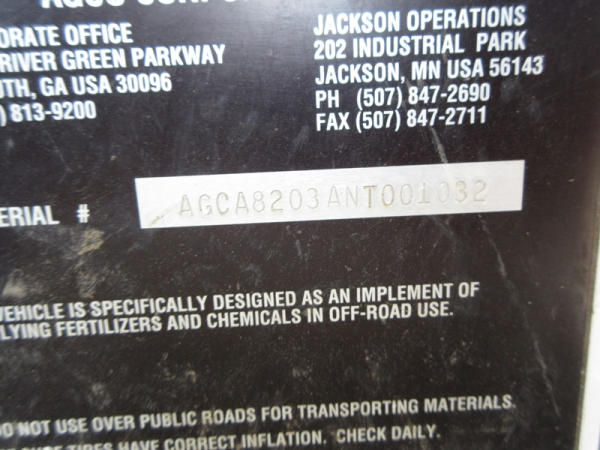 AGCO CORPO
ORATE OFFICE
RIVER GREEN PARKWAY
UTH, GA USA 30096
) 813-9200
JACKSON OPERATIONS
202 INDUSTRIAL PARK
JACKSON, MN USA 56143
PH (507) 847-2690
FAX (507) 847-2711
ERIAL # AGCA8203ANT001032
VEHICLE IS SPECIFICALLY DESIGNED AS AN IMPLEMENT OF
LYING FERTILIZERS AND CHEMICALS IN OFF-ROAD USE.
DO NOT USE OVER PUBLIC ROADS FOR TRANSPORTING MATERIALS.
TIRES HAVE CORRECT INFLATION. CHECK DAILY.